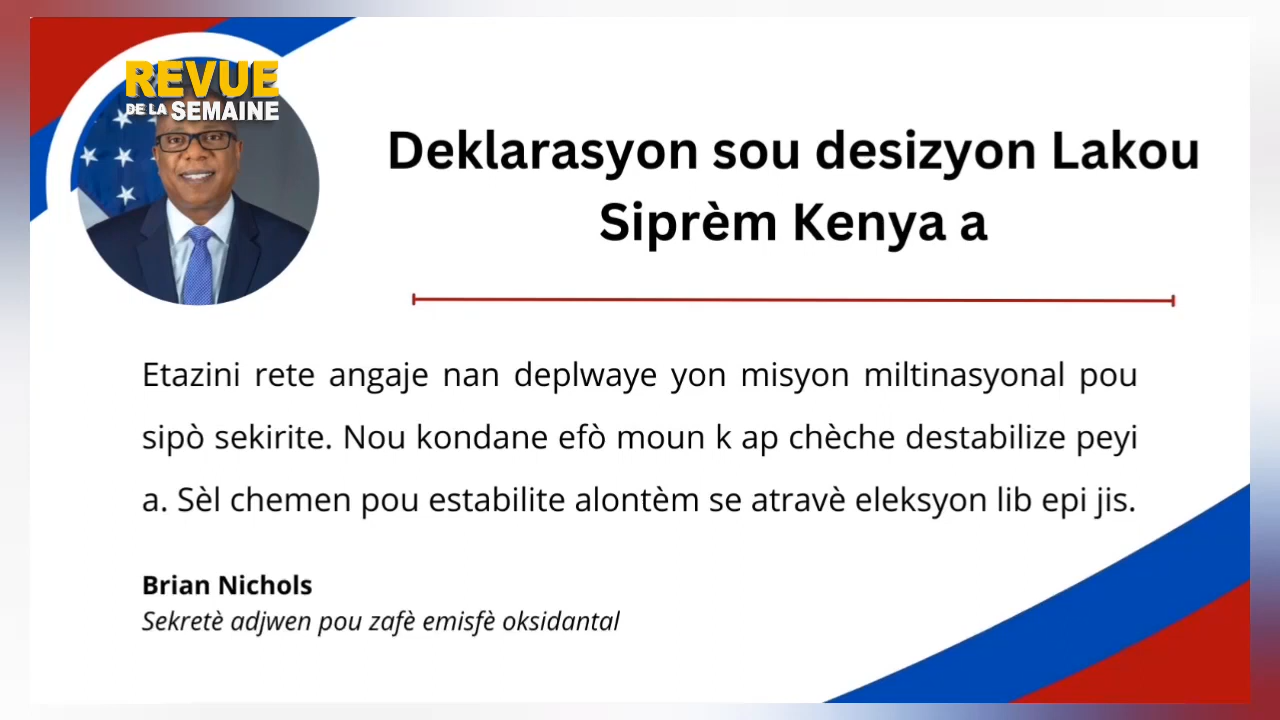 REVUE
DE LA SEMAINE
Deklarasyon sou desizyon Lakou
Siprèm Kenya a
Etazini rete angaje nan deplwaye yon misyon miltinasyonal pou
sipò sekirite. Nou kondane efò moun k ap chèche destabilize peyi
a. Sèl chemen pou estabilite alontèm se atravè eleksyon lib epi jis.
Brian Nichols
Sekretè adjwen pou zafè emisfè oksidantal